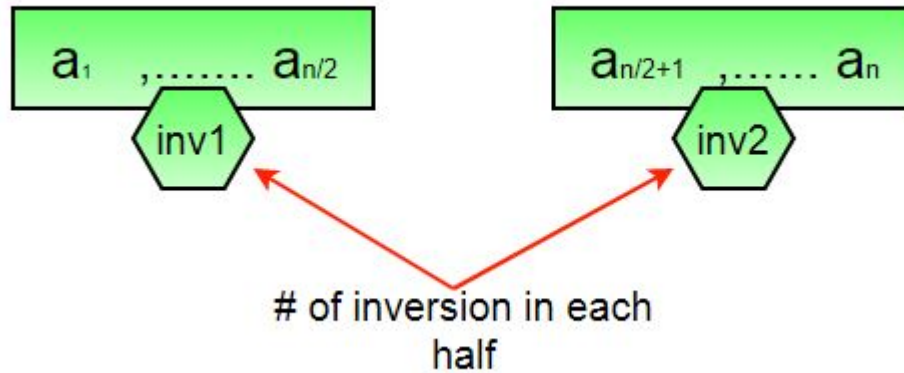 a₁ ,....... aₙ/₂ aₙ/₂₊₁ ,...... aₙ
inv1 inv2
# of inversion in each
half